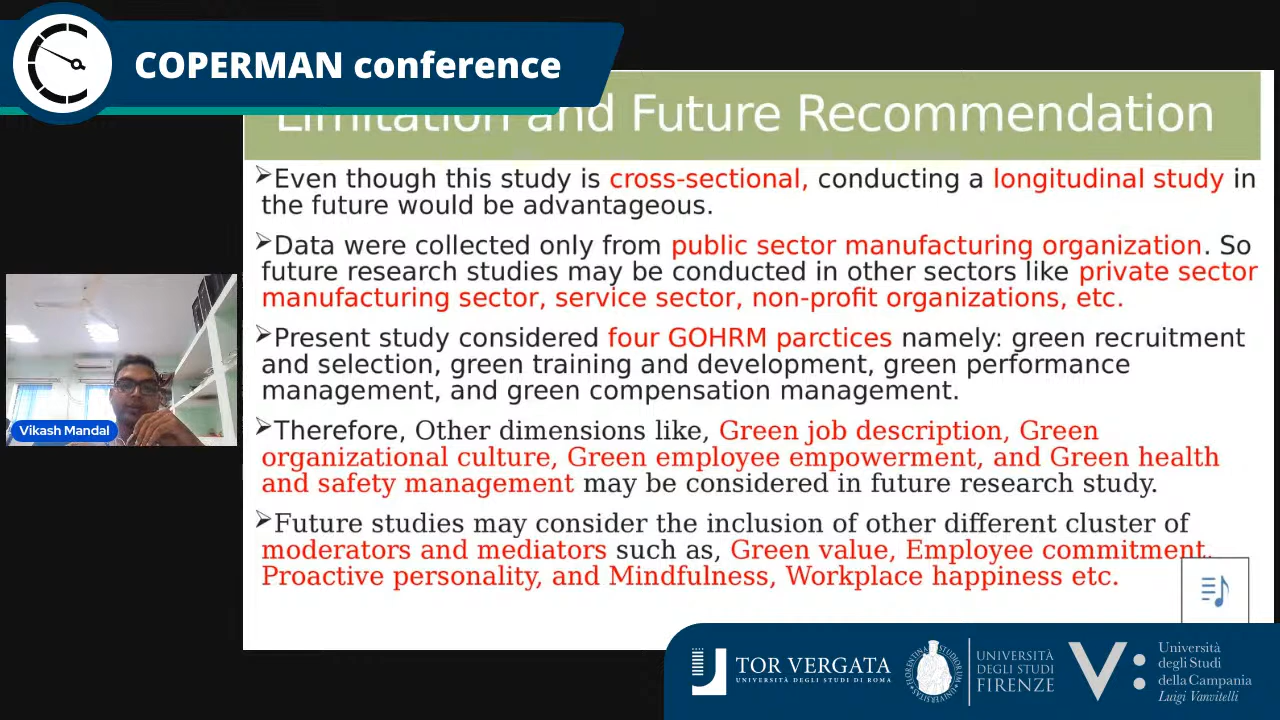 COPERMAN conference
Limitation and Future Recommendation
➢Even though this study is cross-sectional, conducting a longitudinal study in
the future would be advantageous.
➢Data were collected only from public sector manufacturing organization. So
future research studies may be conducted in other sectors like private sector
manufacturing sector, service sector, non-profit organizations, etc.
➢Present study considered four GOHRM parctices namely: green recruitment
and selection, green training and development, green performance
management, and green compensation management.
➢Therefore, Other dimensions like, Green job description, Green
organizational culture, Green employee empowerment, and Green health
and safety management may be considered in future research study.
➢Future studies may consider the inclusion of other different cluster of
moderators and mediators such as, Green value, Employee commitment,
Proactive personality, and Mindfulness, Workplace happiness etc.
Vikash Mandal
TOR VERGATA
UNIVERSITÀ DEGLI STUDI DI ROMA
UNIVERSITÀ
DEGLI STUDI
FIRENZE
V:
Università
degli Studi
della Campania
Luigi Vanvitelli